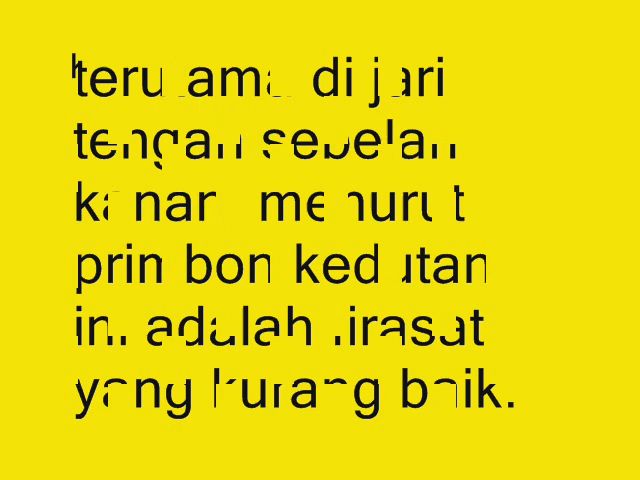 terutama di jari
tengah sebelah
kanan menurut
primbon kedutan
ini adalah firasat
yang kurang baik.